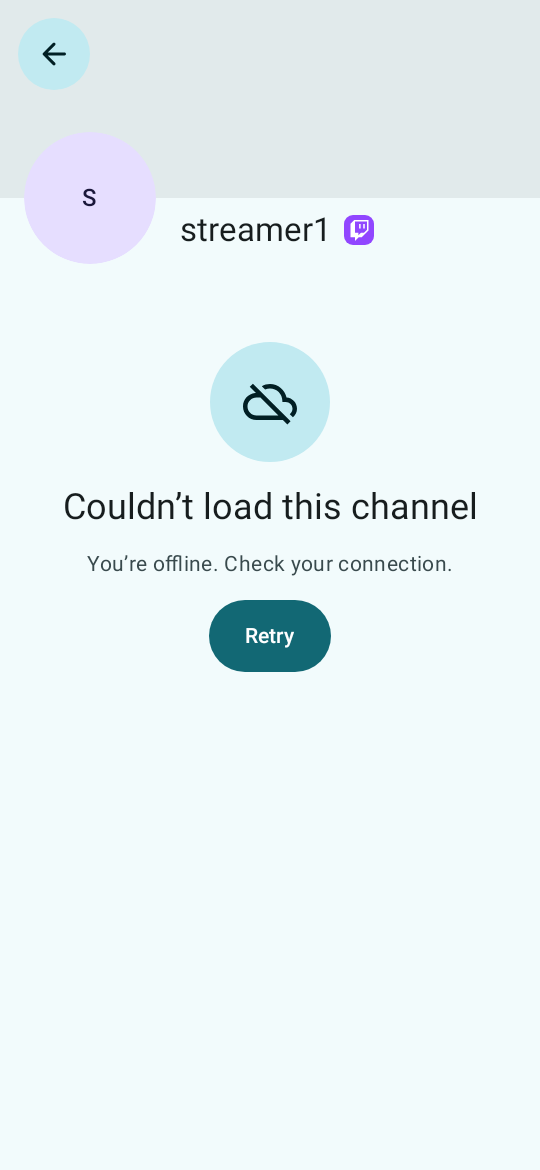 s
streamer1
Couldn’t load this channel
You’re offline. Check your connection.
Retry